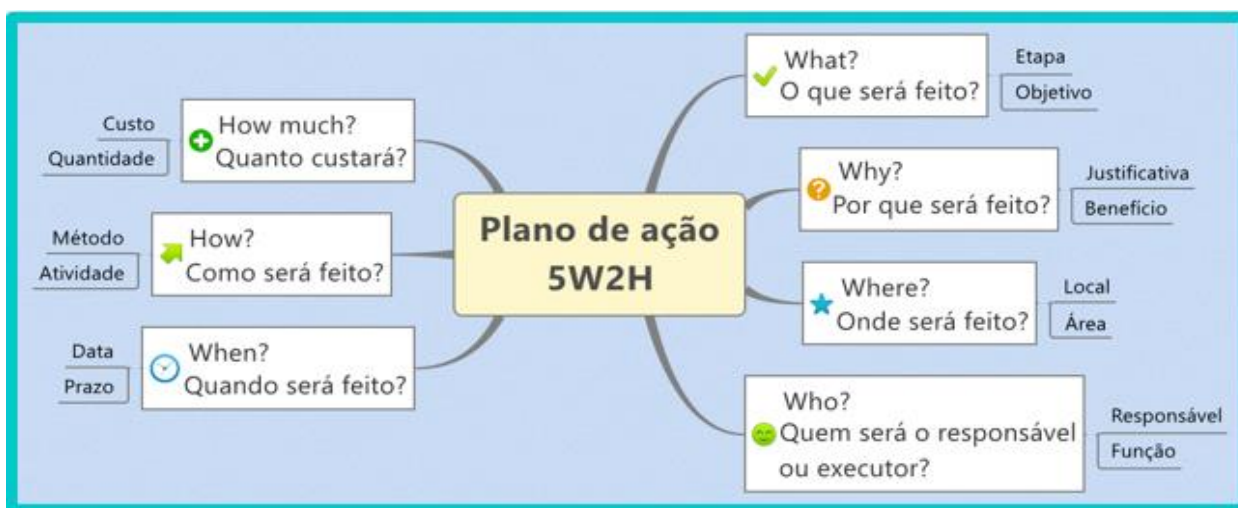 Plano de ação
5W2H
What?
O que será feito?
Etapa
Objetivo
Why?
Por que será feito?
Justificativa
Benefício
Where?
Onde será feito?
Local
Área
Who?
Quem será o responsável
ou executor?
Responsável
Função
When?
Quando será feito?
Data
Prazo
How?
Como será feito?
Método
Atividade
How much?
Quanto custará?
Custo
Quantidade